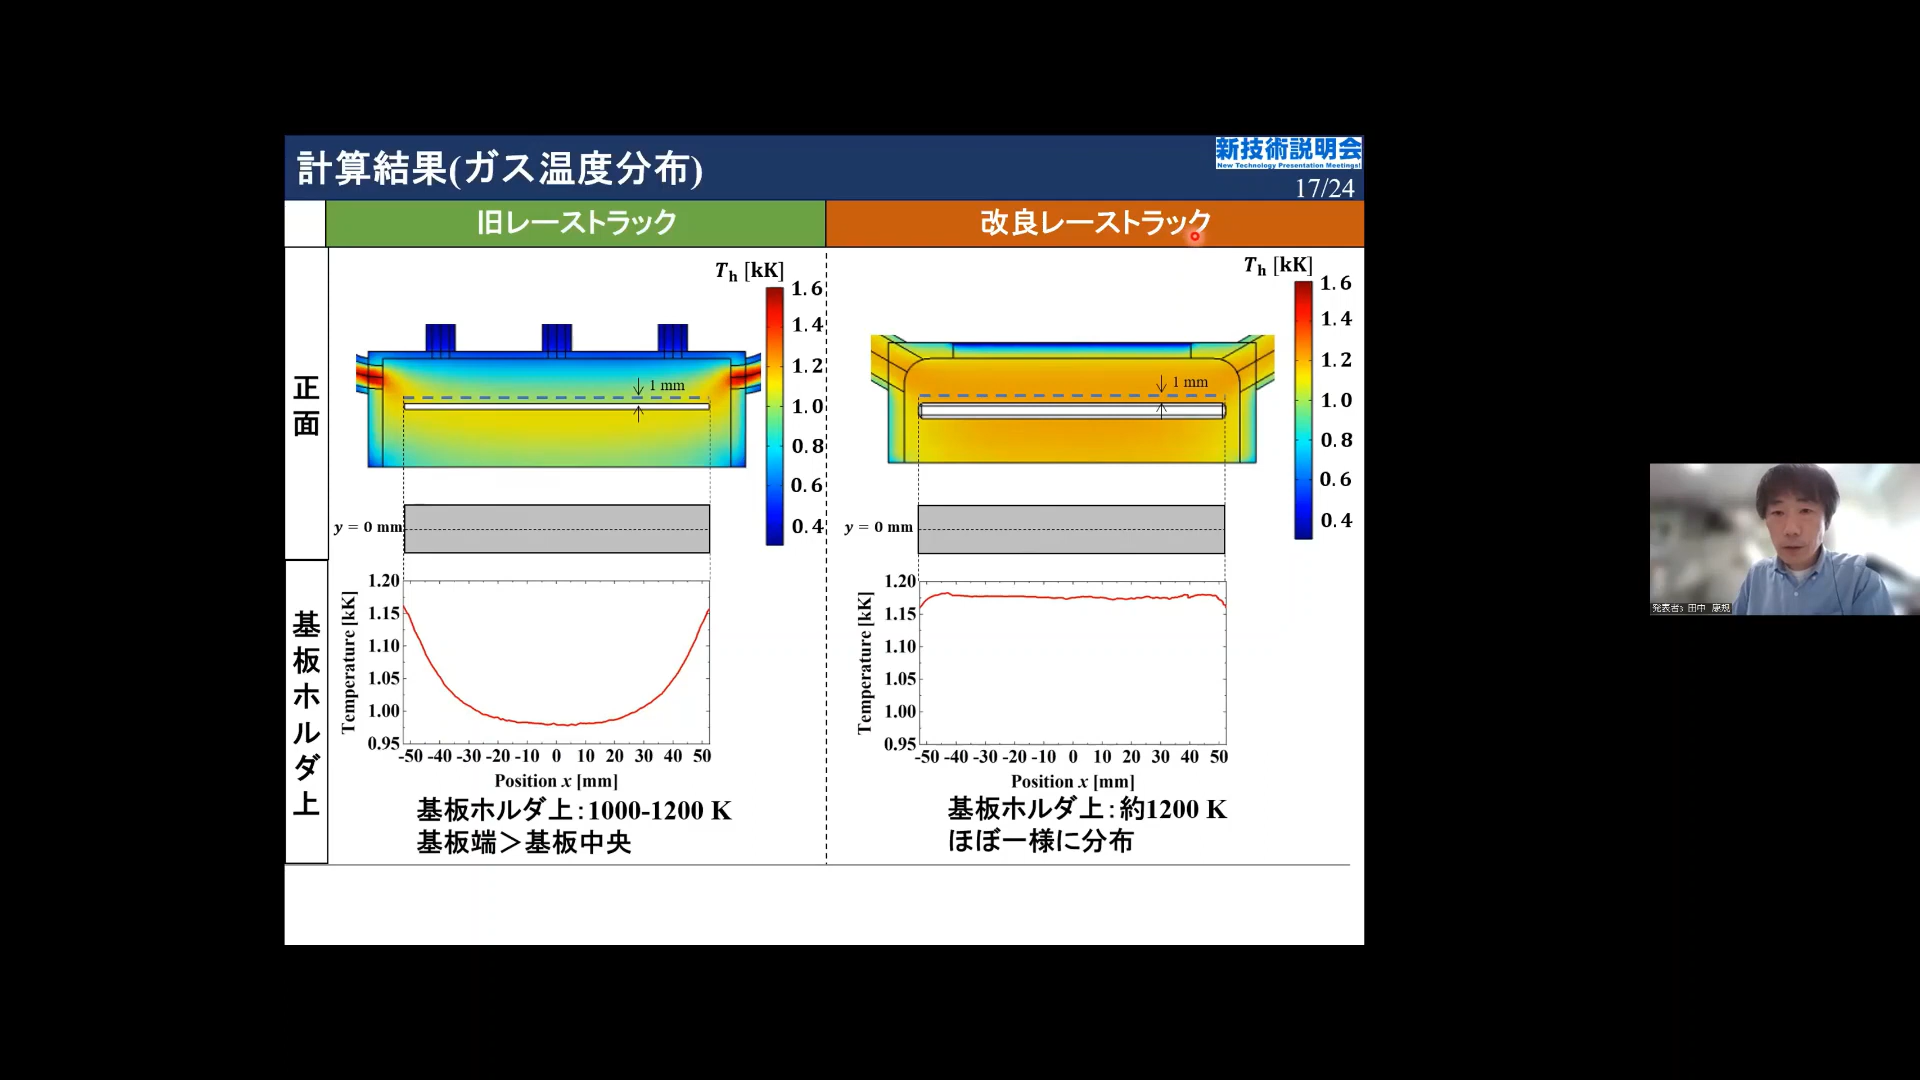 計算結果(ガス温度分布)
新技術説明会
New Technology Presentation Meetings!
17/24
旧レーストラック
改良レーストラック
正面
Th [kK]
1.6
1.4
1.2
1.0
0.8
0.6
0.4
1 mm
y = 0 mm
Th [kK]
1.6
1.4
1.2
1.0
0.8
0.6
0.4
1 mm
y = 0 mm
基板ホルダ上
Temperature [kK]
1.20
1.15
1.10
1.05
1.00
0.95
-50 -40 -30 -20 -10 0 10 20 30 40 50
Position x [mm]
基板ホルダ上：1000-1200 K
基板端＞基板中央
Temperature [kK]
1.20
1.15
1.10
1.05
1.00
0.95
-50 -40 -30 -20 -10 0 10 20 30 40 50
Position x [mm]
基板ホルダ上：約1200 K
ほぼ一様に分布
発表者3 田中 康規